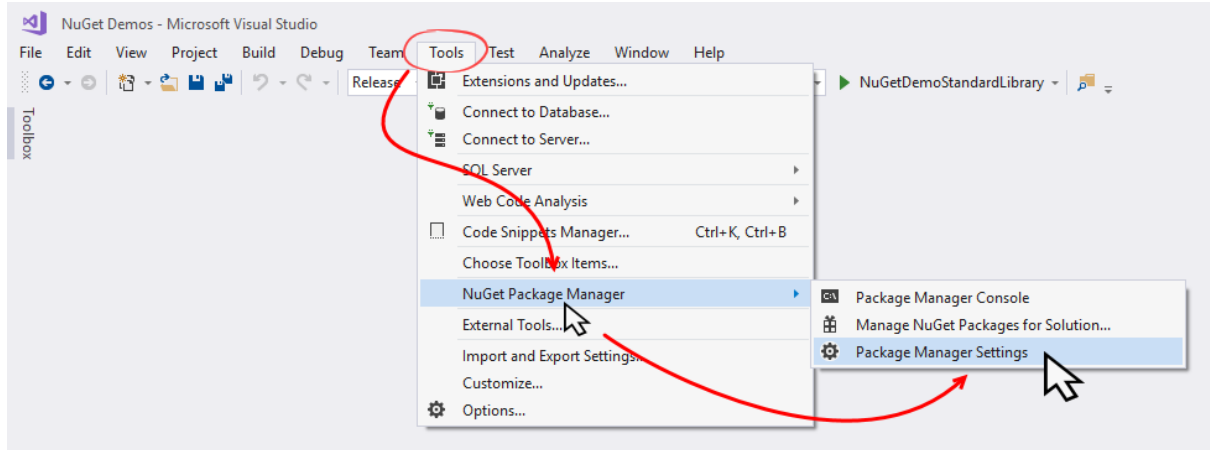 NuGet Demos - Microsoft Visual Studio
File Edit View Project Build Debug Team Tools Test Analyze Window Help
Release NuGetDemoStandardLibrary
Toolbox
Extensions and Updates...
Connect to Database...
Connect to Server...
SQL Server
Web Code Analysis
Code Snippets Manager... Ctrl+K, Ctrl+B
Choose Toolbox Items...
NuGet Package Manager
Package Manager Console
Manage NuGet Packages for Solution...
Package Manager Settings
External Tools...
Import and Export Settings...
Customize...
Options...